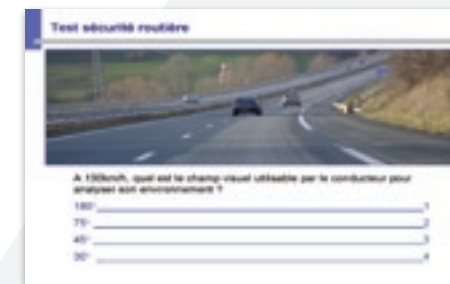 Test sécurité routière
A 130km/h, quel est le champ visuel utilisable par le conducteur pour
analyser son environnement ?
180° 1
75° 2
45° 3
30° 4